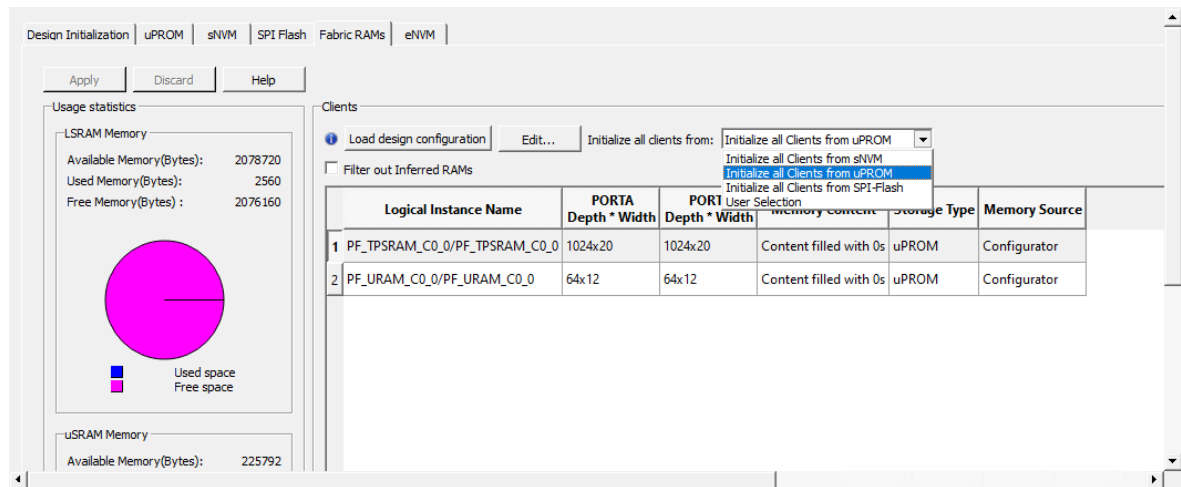 Design Initialization uPROM sNVM SPI Flash Fabric RAMs eNVM
Apply Discard Help
Usage statistics
LSRAM Memory
Available Memory(Bytes): 2078720
Used Memory(Bytes): 2560
Free Memory(Bytes) : 2076160
Used space
Free space
uSRAM Memory
Available Memory(Bytes): 225792
Clients
Load design configuration Edit... Initialize all clients from: Initialize all Clients from uPROM
Initialize all Clients from sNVM
Initialize all Clients from uPROM
Initialize all Clients from SPI-Flash
User Selection
Filter out Inferred RAMs
Logical Instance Name PORTA Depth * Width Depth * Width Memory Content Storage Type Memory Source
1 PF_TPSRAM_C0_0/PF_TPSRAM_C0_0 1024x20 1024x20 Content filled with 0s uPROM Configurator
2 PF_URAM_C0_0/PF_URAM_C0_0 64x12 64x12 Content filled with 0s uPROM Configurator